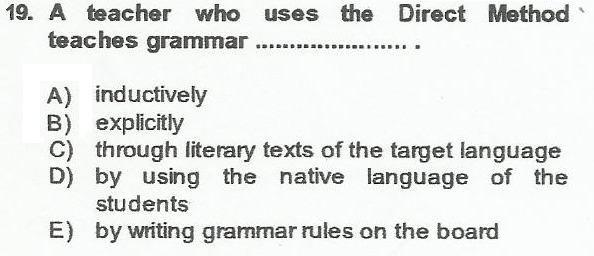 19. A teacher who uses the Direct Method
teaches grammar ....................... .
A) inductively
B) explicitly
C) through literary texts of the target language
D) by using the native language of the
students
E) by writing grammar rules on the board